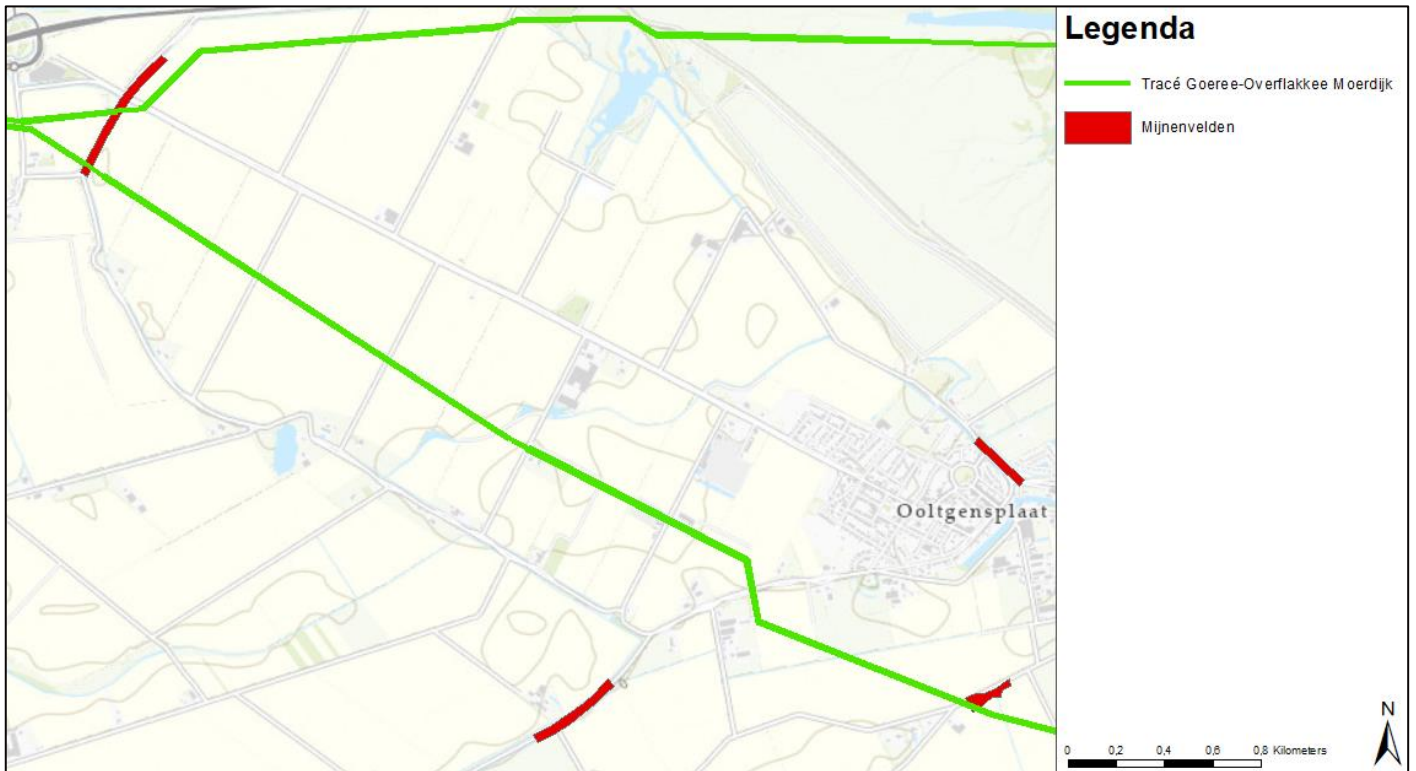 Legenda
Tracé Goeree-Overflakkee Moerdijk
Mijnenvelden
Ooltgensplaat
N
0 0,2 0,4 0,6 0,8 Kilometers